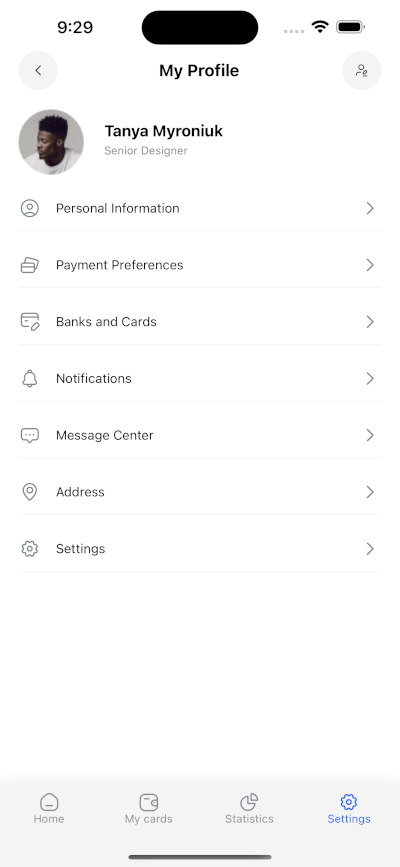 9:29
My Profile
Tanya Myroniuk
Senior Designer
Personal Information
Payment Preferences
Banks and Cards
Notifications
Message Center
Address
Settings
Home My cards Statistics Settings